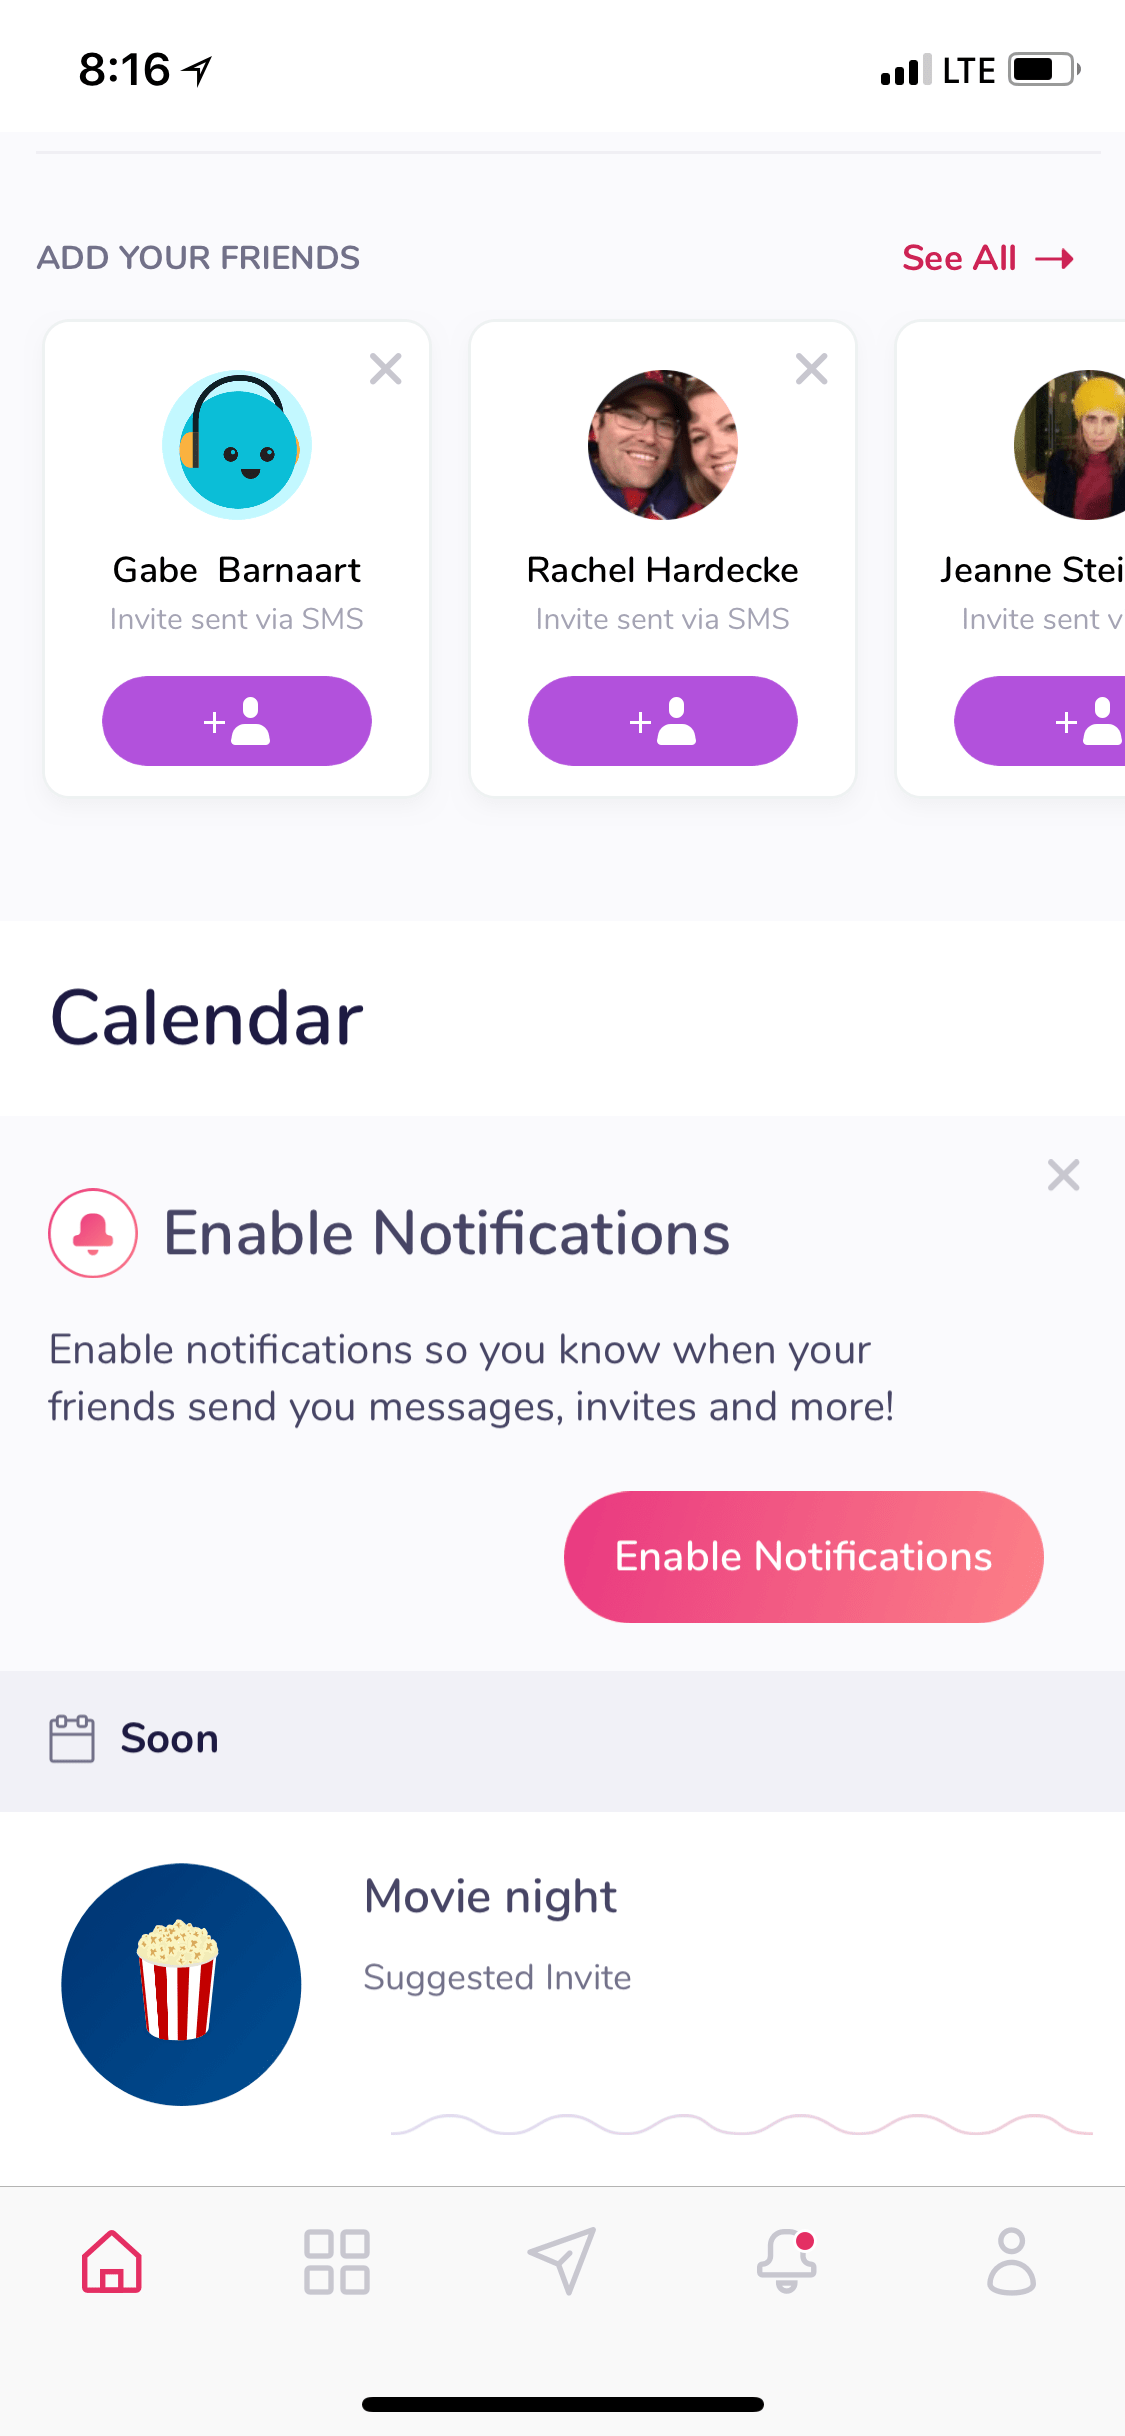 8:16
LTE
ADD YOUR FRIENDS
See All
Gabe Barnaart
Invite sent via SMS
Rachel Hardecke
Invite sent via SMS
Jeanne Stei
Invite sent v
Calendar
Enable Notifications
Enable notifications so you know when your
friends send you messages, invites and more!
Enable Notifications
Soon
Movie night
Suggested Invite